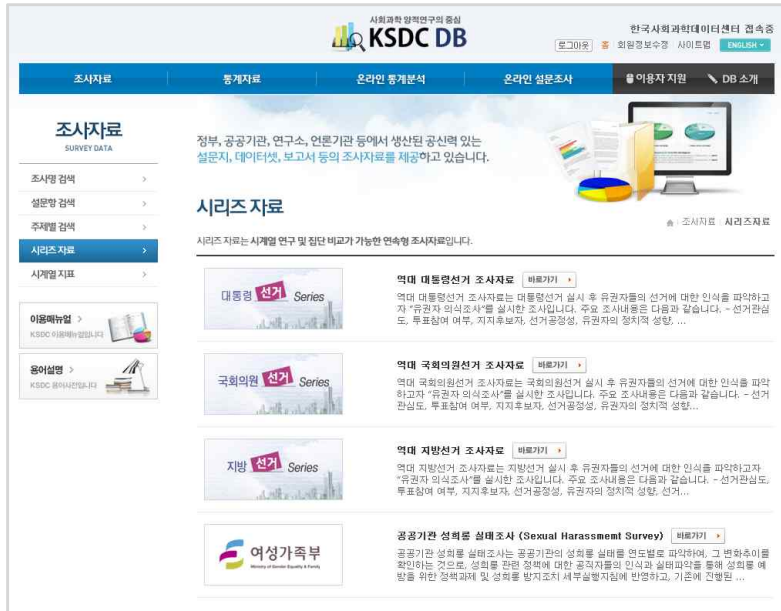 사회과학 양적연구의 중심
KSDC DB
한국사회과학데이터센터 접속중
로그아웃 홈 회원정보수정 사이트맵 ENGLISH
조사자료 통계자료 온라인 통계분석 온라인 설문조사 이용자 지원 DB 소개
조사자료
SURVEY DATA
조사명 검색
설문항 검색
주제별 검색
시리즈 자료
시계열 지표
이용매뉴얼
KSDC 이용매뉴얼입니다
용어설명
KSDC 용어사전입니다
정부, 공공기관, 연구소, 언론기관 등에서 생산된 공신력 있는
설문지, 데이터셋, 보고서 등의 조사자료를 제공하고 있습니다.
시리즈 자료
조사자료 시리즈자료
시리즈 자료는 시계열 연구 및 집단 비교가 가능한 연속형 조사자료입니다.
대통령 선거 Series
역대 대통령선거 조사자료 바로가기
역대 대통령선거 조사자료는 대통령선거 실시 후 유권자들의 선거에 대한 인식을 파악하고
자 "유권자 의식조사"를 실시한 조사입니다. 주요 조사내용은 다음과 같습니다. - 선거관심
도, 투표참여 여부, 지지후보자, 선거공정성, 유권자의 정치적 성향, ...
국회의원 선거 Series
역대 국회의원선거 조사자료 바로가기
역대 국회의원선거 조사자료는 국회의원선거 실시 후 유권자들의 선거에 대한 인식을 파악
하고자 "유권자 의식조사"를 실시한 조사입니다. 주요 조사내용은 다음과 같습니다. - 선거
관심도, 투표참여 여부, 지지후보자, 선거공정성, 유권자의 정치적 성향...
지방 선거 Series
역대 지방선거 조사자료 바로가기
역대 지방선거 조사자료는 지방선거 실시 후 유권자들의 선거에 대한 인식을 파악하고자
"유권자 의식조사"를 실시한 조사입니다. 주요 조사내용은 다음과 같습니다. - 선거관심도,
투표참여 여부, 지지후보자, 선거공정성, 유권자의 정치적 성향, 선거...
여성가족부
Ministry of Gender Equality & Family
공공기관 성희롱 실태조사 (Sexual Harassmemt Survey) 바로가기
공공기관 성희롱 실태조사는 공공기관의 성희롱 실태를 연도별로 파악하여, 그 변화추이를
확인하는 것으로, 성희롱 관련 정책에 대한 공직자들의 인식과 실태파악을 통해 성희롱 예
방을 위한 정책과제 및 성희롱 방지조치 세부실행지침에 반영하고, 기존에 진행된 ...